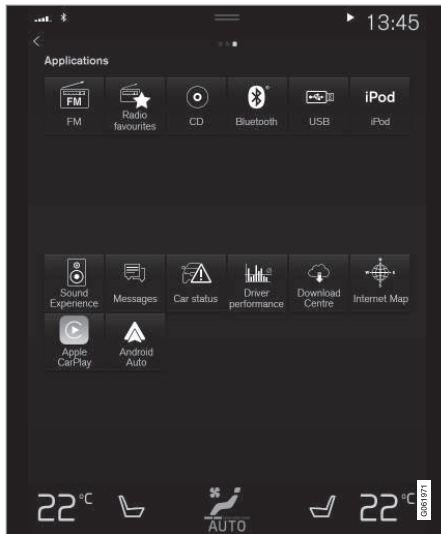 13:45
Applications
FM
FM
Radio
favourites
CD
Bluetooth
USB
iPod
iPod
Sound
Experience
Messages
Car status
Driver
performance
Download
Centre
Internet Map
Apple
CarPlay
Android
Auto
22°C
AUTO
22°C
G061971